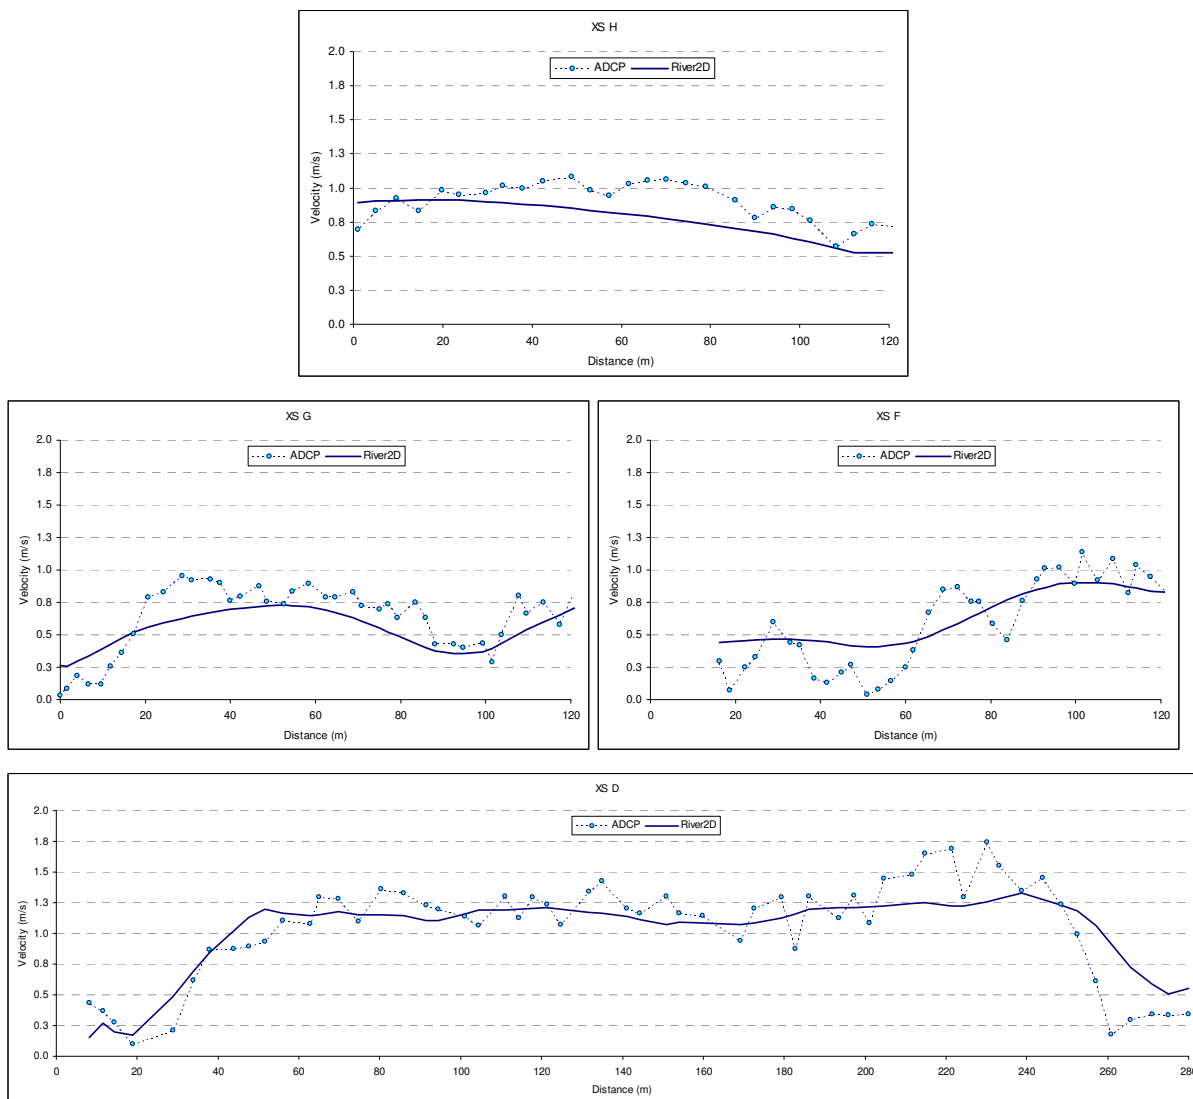 XS H
ADCP River2D
2.0
1.8
1.5
1.3
1.0
0.8
0.5
0.3
0.0
Velocity (m/s)
0 20 40 60 80 100 120
Distance (m)
XS G
ADCP River2D
2.0
1.8
1.5
1.3
1.0
0.8
0.5
0.3
0.0
Velocity (m/s)
0 20 40 60 80 100 120
Distance (m)
XS F
ADCP River2D
2.0
1.8
1.5
1.3
1.0
0.8
0.5
0.3
0.0
Velocity (m/s)
0 20 40 60 80 100 120
Distance (m)
XS D
ADCP River2D
2.0
1.8
1.5
1.3
1.0
0.8
0.5
0.3
0.0
Velocity (m/s)
0 20 40 60 80 100 120 140 160 180 200 220 240 260 280
Distance (m)